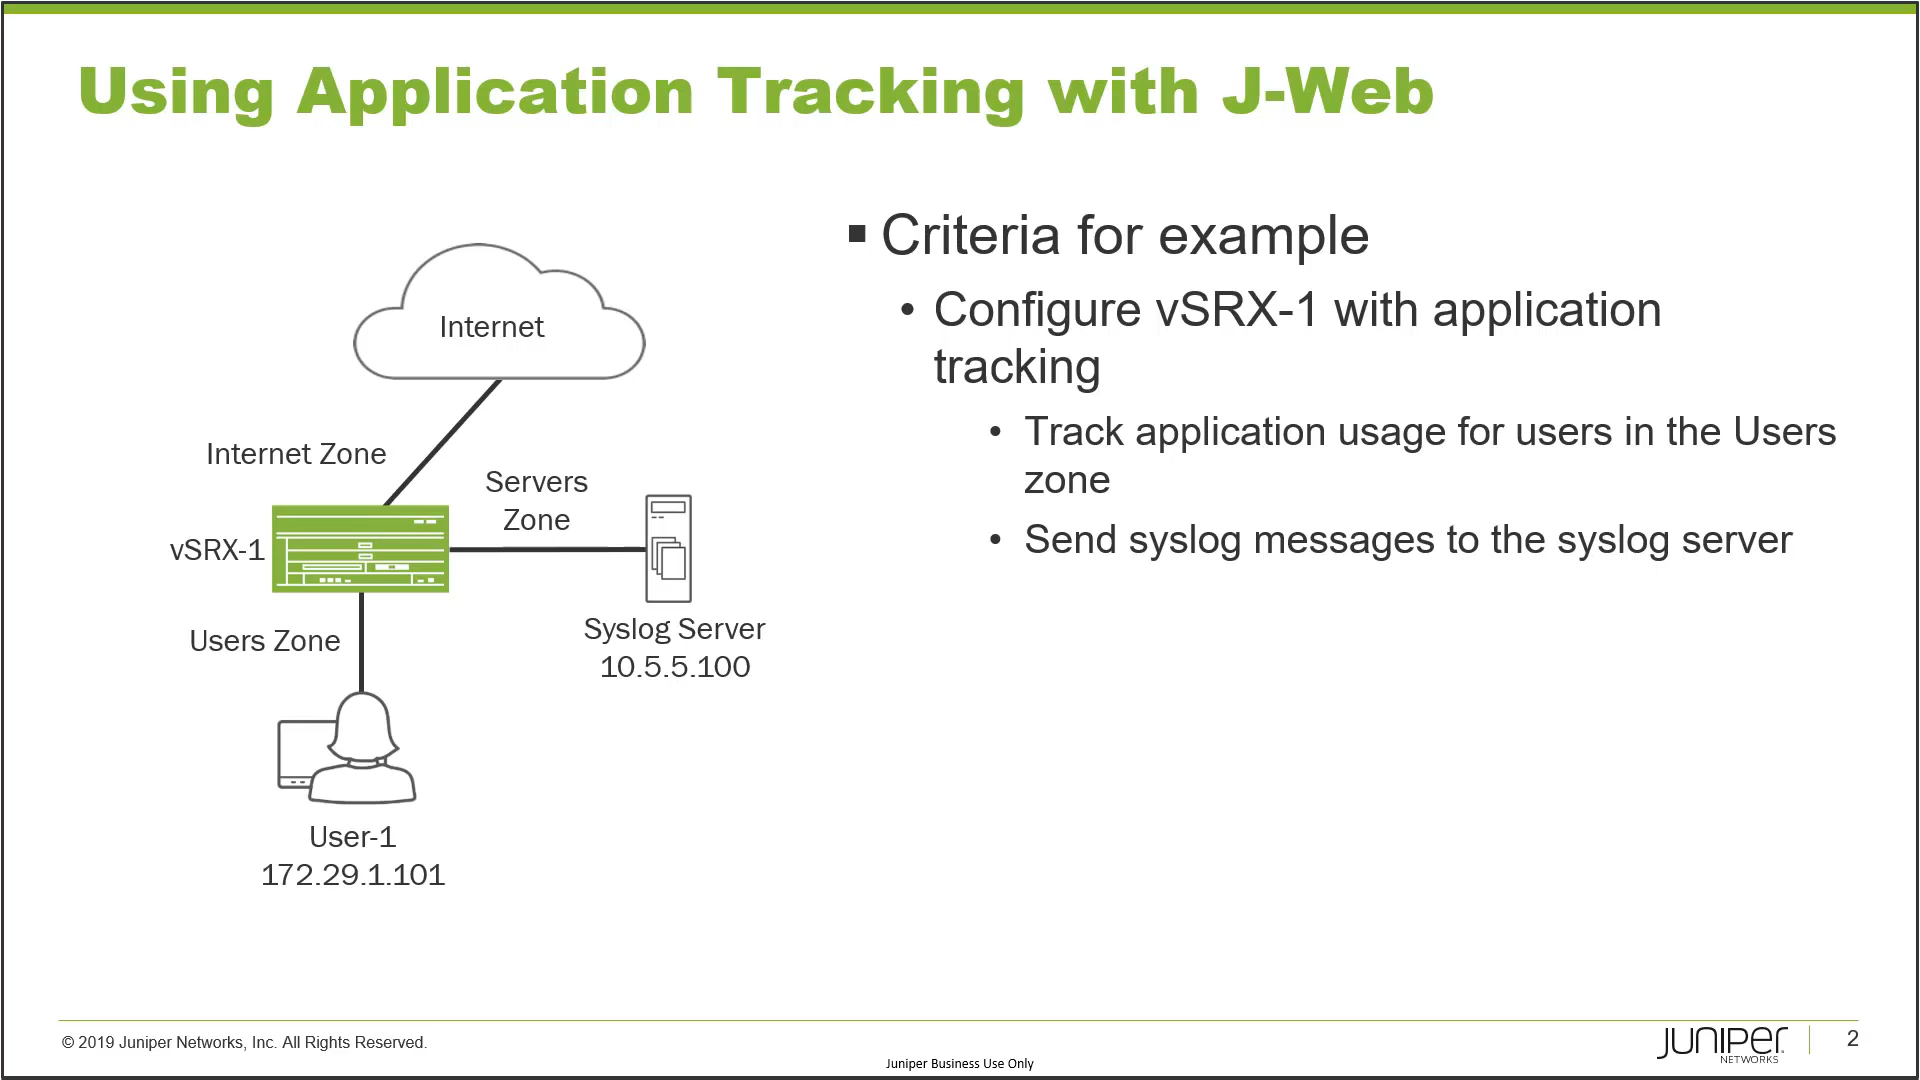 Using Application Tracking with J-Web
Internet
Internet Zone
Servers
Zone
vSRX-1
Users Zone
Syslog Server
10.5.5.100
User-1
172.29.1.101
▪ Criteria for example
• Configure vSRX-1 with application
tracking
• Track application usage for users in the Users
zone
• Send syslog messages to the syslog server
© 2019 Juniper Networks, Inc. All Rights Reserved.
Juniper Business Use Only
JUNIPER
NETWORKS
2